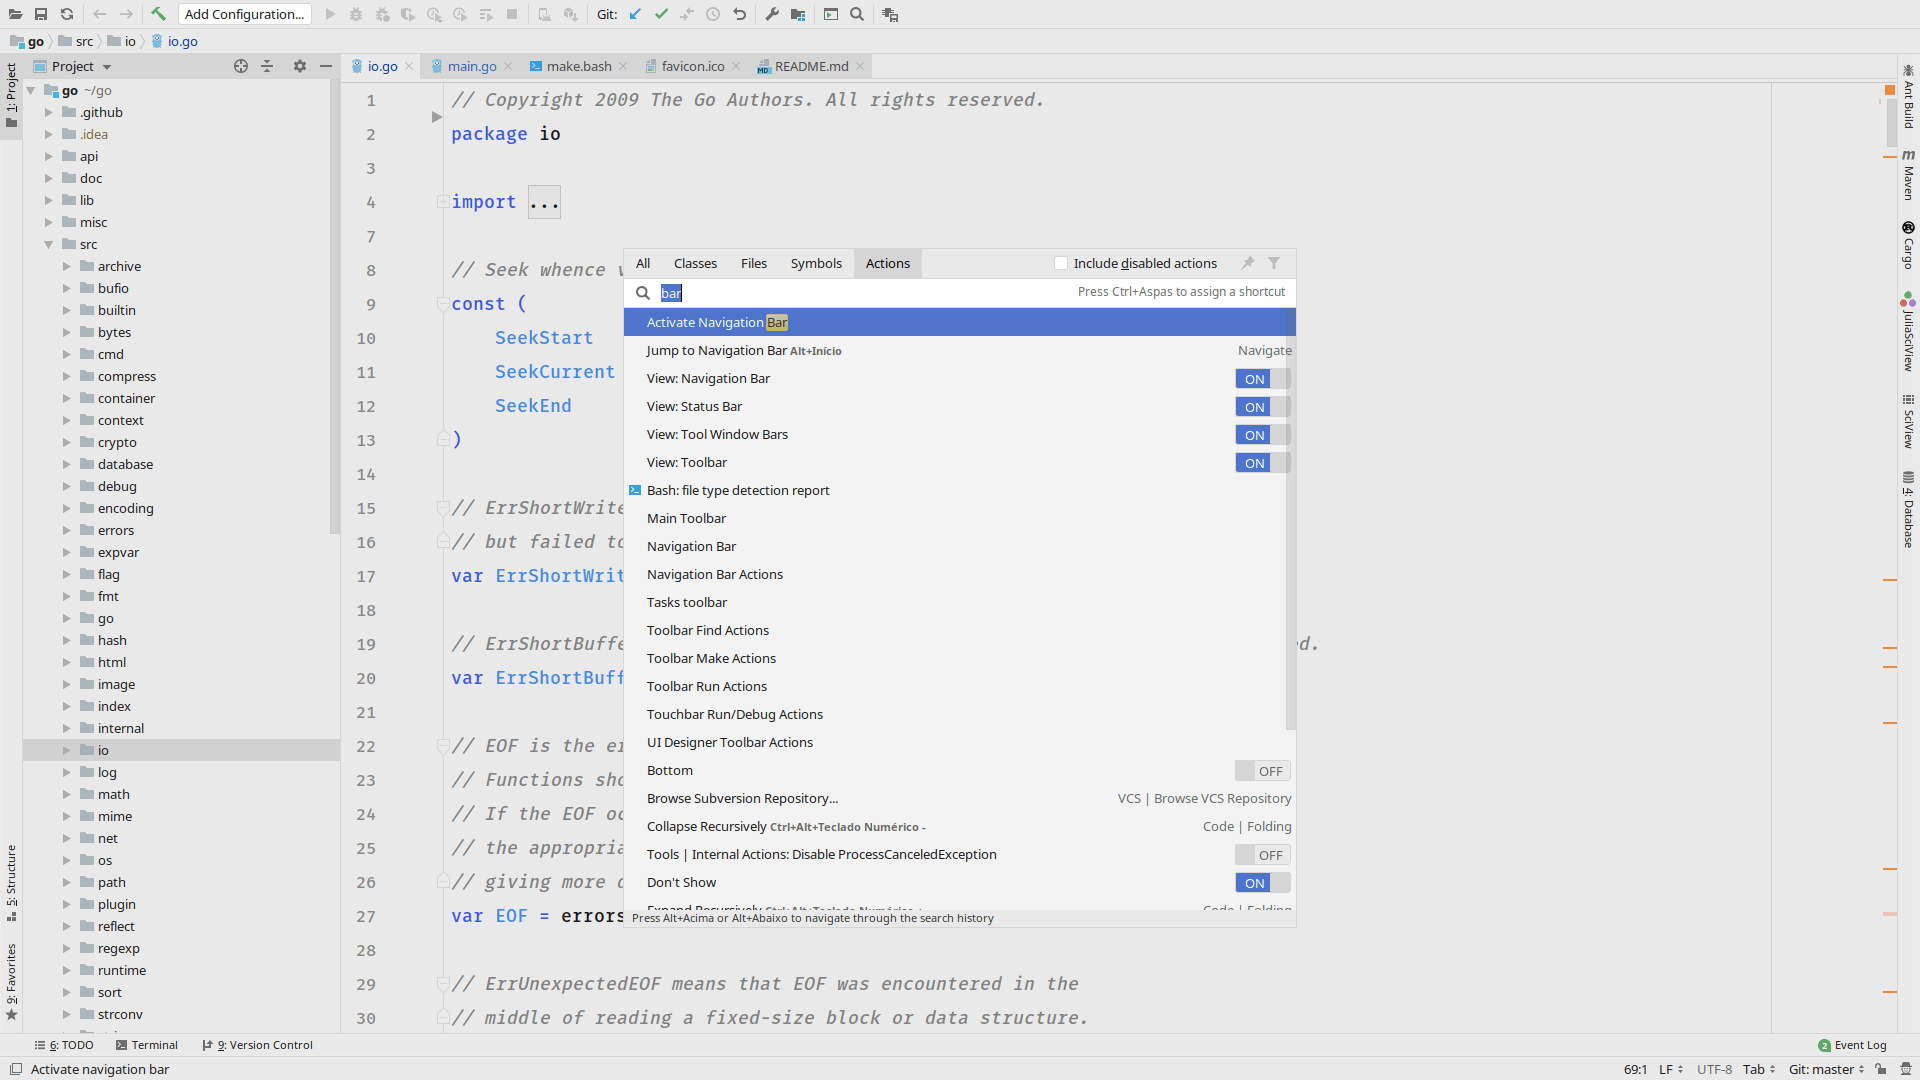 Add Configuration...
Git:
go
src
io
io.go
Project
io.go
main.go
make.bash
favicon.ico
README.md
1: Project
5: Structure
9: Favorites
go ~/go
.github
.idea
api
doc
lib
misc
src
archive
bufio
builtin
bytes
cmd
compress
container
context
crypto
database
debug
encoding
errors
expvar
flag
fmt
go
hash
html
image
index
internal
io
log
math
mime
net
os
path
plugin
reflect
regexp
runtime
sort
strconv
1 // Copyright 2009 The Go Authors. All rights reserved.
2 package io
3
4 import ...
7
8 // Seek whence v
9 const (
10 SeekStart
11 SeekCurrent
12 SeekEnd
13 )
14
15 // ErrShortWrite
16 // but failed to
17 var ErrShortWrit
18
19 // ErrShortBuffe ed.
20 var ErrShortBuff
21
22 // EOF is the er
23 // Functions sho
24 // If the EOF oc
25 // the appropria
26 // giving more d
27 var EOF = errors
28
29 // ErrUnexpectedEOF means that EOF was encountered in the
30 // middle of reading a fixed-size block or data structure.
All Classes Files Symbols Actions Include disabled actions
bar Press Ctrl+Aspas to assign a shortcut
Activate Navigation Bar
Jump to Navigation Bar Alt+Início Navigate
View: Navigation Bar ON
View: Status Bar ON
View: Tool Window Bars ON
View: Toolbar ON
Bash: file type detection report
Main Toolbar
Navigation Bar
Navigation Bar Actions
Tasks toolbar
Toolbar Find Actions
Toolbar Make Actions
Toolbar Run Actions
Touchbar Run/Debug Actions
UI Designer Toolbar Actions
Bottom OFF
Browse Subversion Repository... VCS | Browse VCS Repository
Collapse Recursively Ctrl+Alt+Teclado Numérico - Code | Folding
Tools | Internal Actions: Disable ProcessCanceledException OFF
Don't Show ON
Expand Recursively Ctrl+Alt+Teclado Numérico + Code | Folding
Press Alt+Acima or Alt+Abaixo to navigate through the search history
Ant Build
Maven
Cargo
JuliaSciView
SciView
4: Database
6: TODO
Terminal
9: Version Control
2 Event Log
Activate navigation bar
69:1 LF UTF-8 Tab Git: master